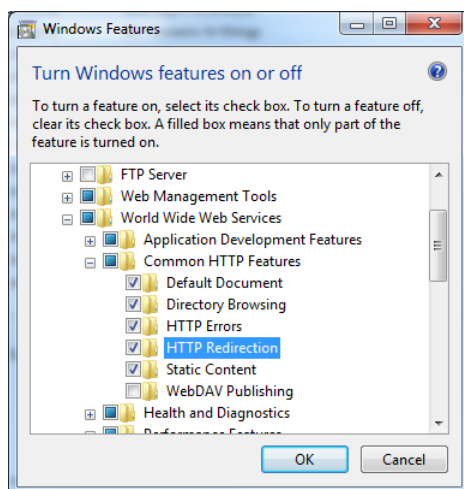 Windows Features
Turn Windows features on or off
To turn a feature on, select its check box. To turn a feature off,
clear its check box. A filled box means that only part of the
feature is turned on.
FTP Server
Web Management Tools
World Wide Web Services
Application Development Features
Common HTTP Features
Default Document
Directory Browsing
HTTP Errors
HTTP Redirection
Static Content
WebDAV Publishing
Health and Diagnostics
Performance Features
OK Cancel